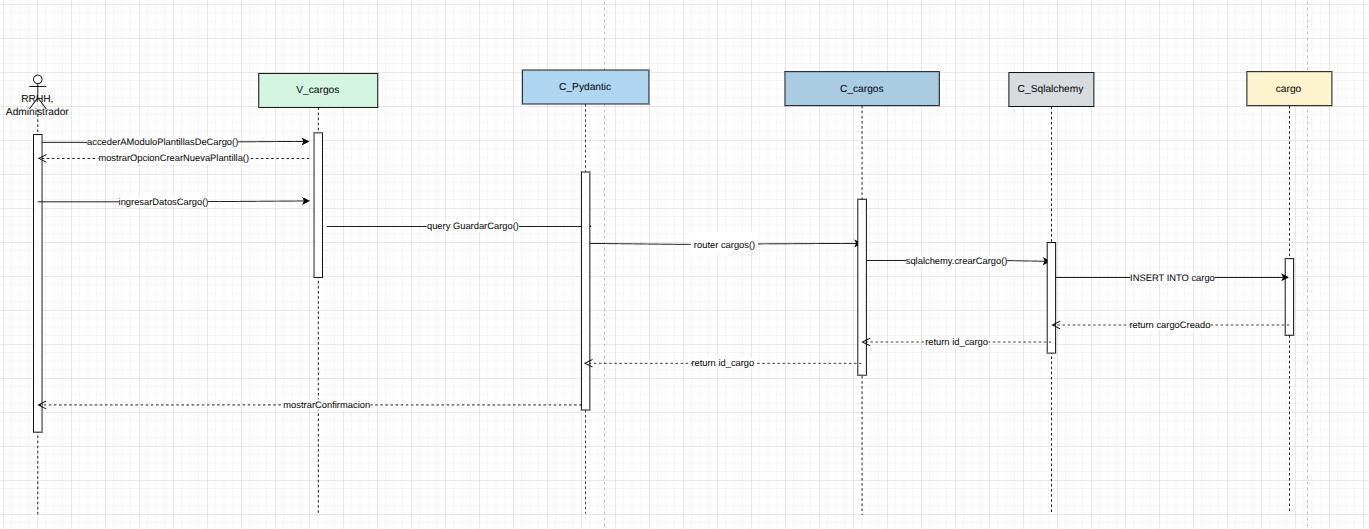 RRHH,
Administrador
V_cargos
C_Pydantic
C_cargos
C_Sqlalchemy
cargo
accederAModuloPlantillasDeCargo()
mostrarOpcionCrearNuevaPlantilla()
ingresarDatosCargo()
query GuardarCargo()
router cargos()
sqlalchemy.crearCargo()
INSERT INTO cargo
return cargoCreado
return id_cargo
return id_cargo
mostrarConfirmacion